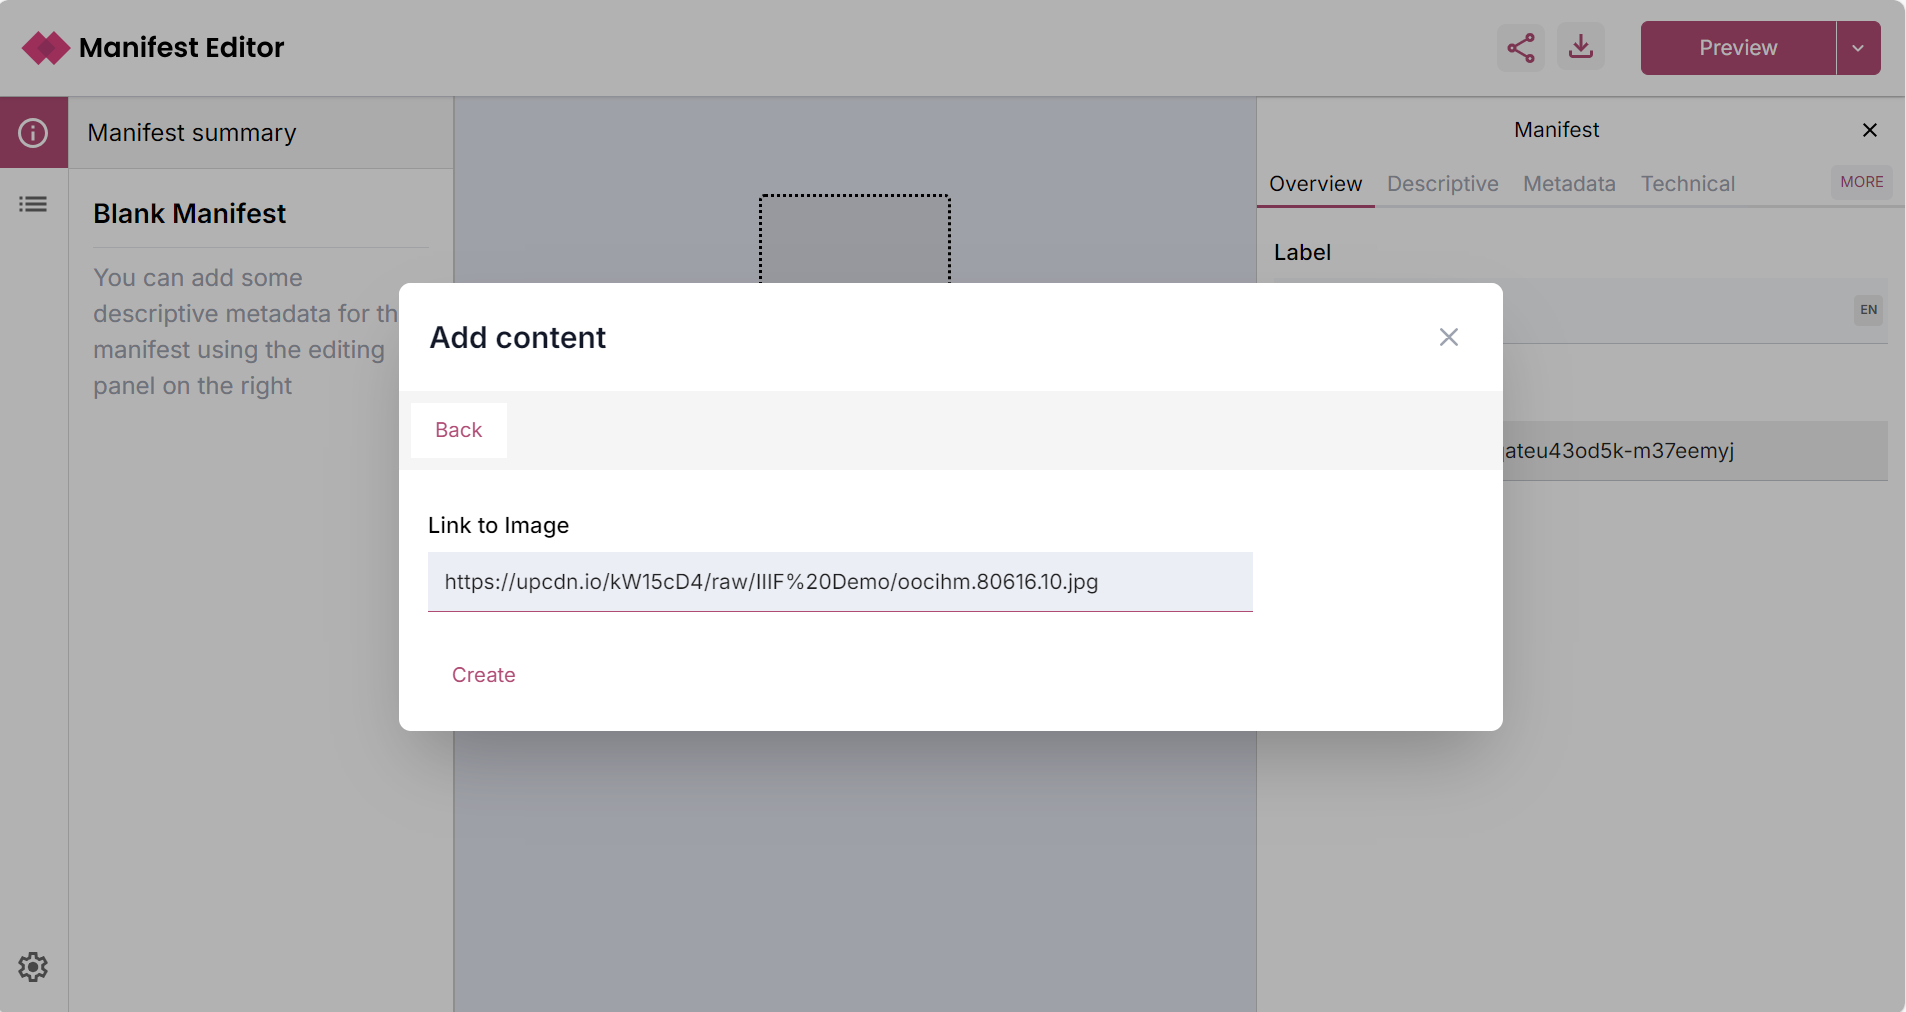 Manifest Editor
Preview
Manifest summary
Blank Manifest
You can add some
descriptive metadata for th
manifest using the editing
panel on the right
Manifest
Overview
Descriptive
Metadata
Technical
MORE
Label
EN
ateu43od5k-m37eemyj
Add content
Back
Link to Image
https://upcdn.io/kW15cD4/raw/IIIF%20Demo/oocihm.80616.10.jpg
Create